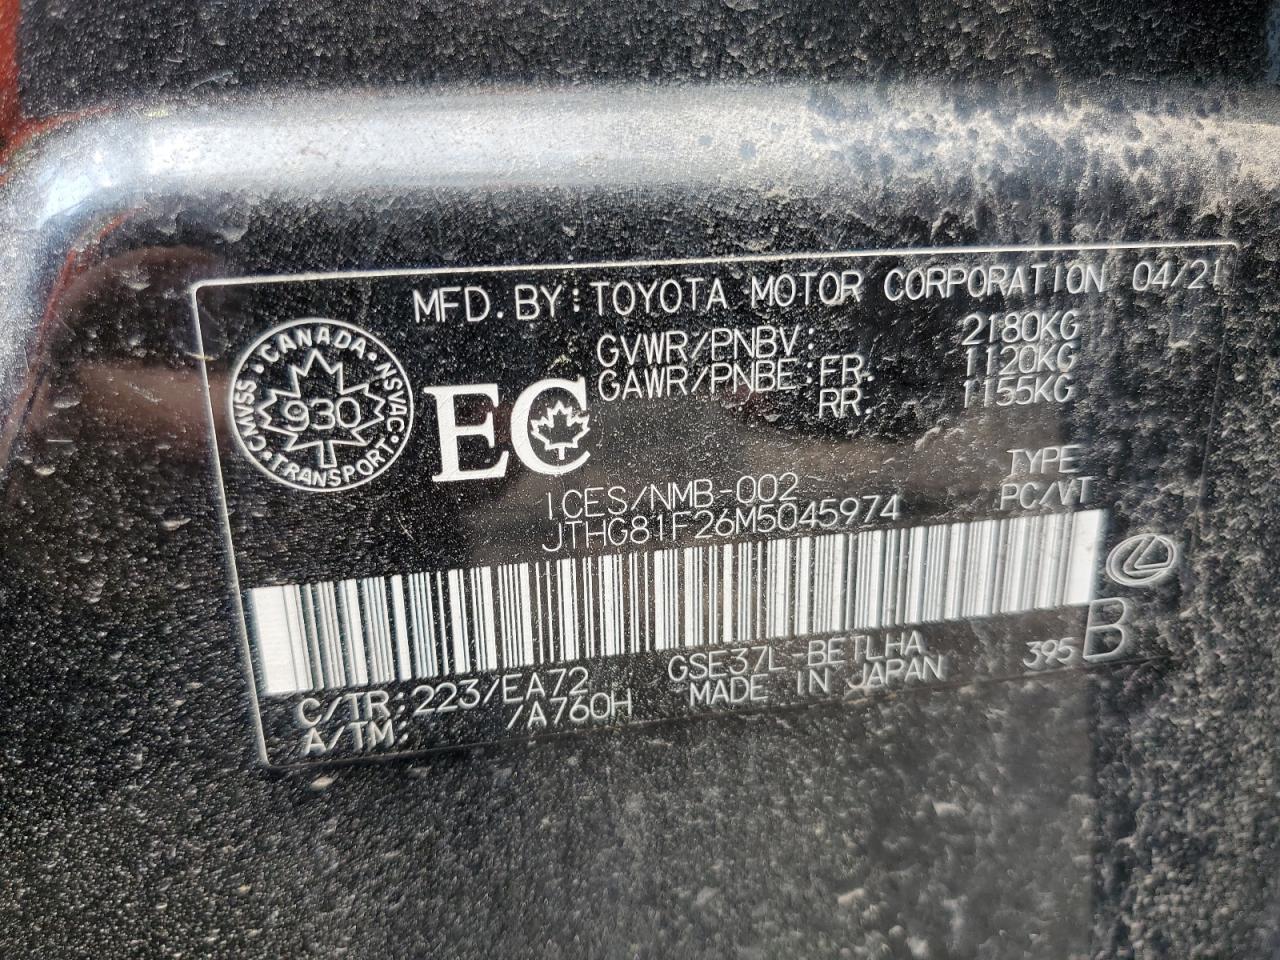 MFD. BY: TOYOTA MOTOR CORPORATION 04/21
GVWR/PNBV: 2180KG
GAWR/PNBE: FR. 1120KG
RR. 1155KG
CANADA
CMVSS • NSVAC
930
TRANSPORT
EC
ICES/NMB-002 TYPE
JTHG81F26M5045974 PC/VT
C/TR: 223/EA72 GSE37L-BETLHA 395 B
A/TM: /A760H MADE IN JAPAN